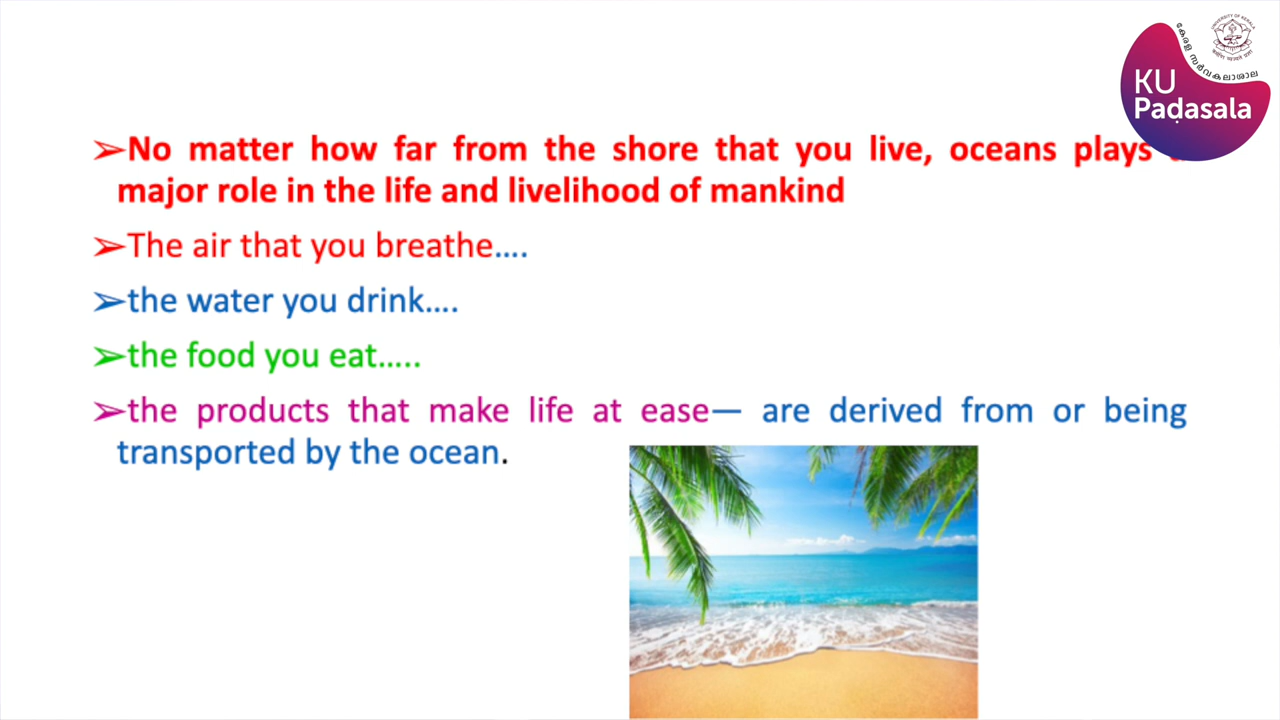 കേരള സർവകലാശാല
KU
Padasala
➢No matter how far from the shore that you live, oceans plays
major role in the life and livelihood of mankind
➢The air that you breathe….
➢the water you drink….
➢the food you eat…..
➢the products that make life at ease— are derived from or being
transported by the ocean.